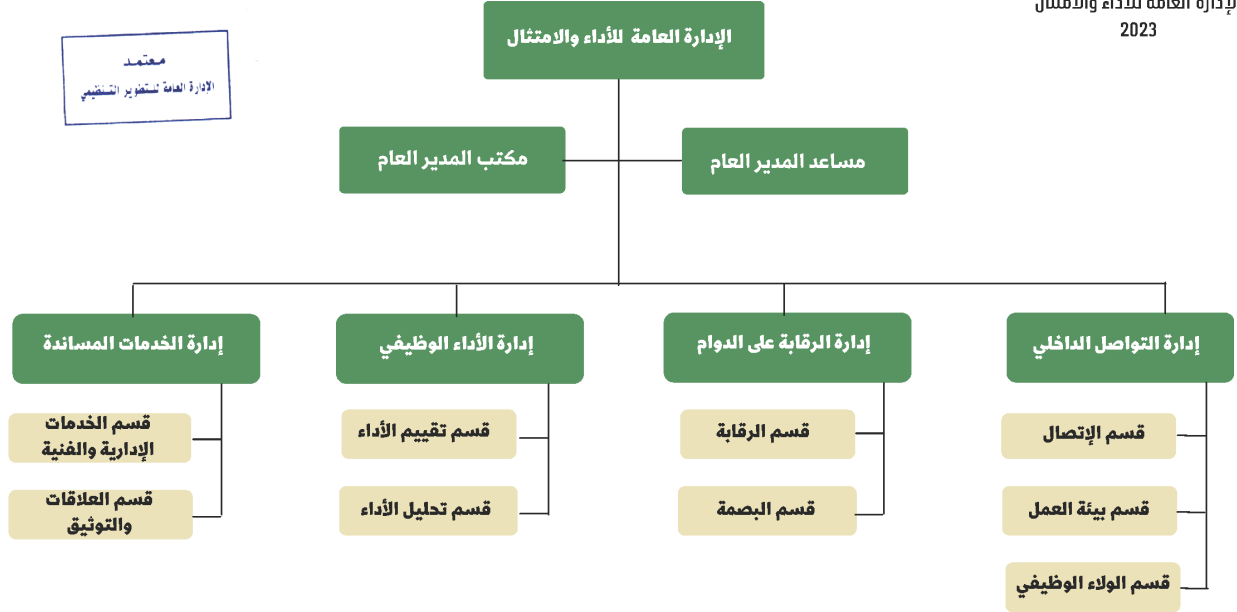 لإدارة العامة للأداء والامتثال
2023
معتمد
الإدارة العامة للتطوير التنظيمي
الإدارة العامة للأداء والامتثال
مساعد المدير العام
مكتب المدير العام
إدارة التواصل الداخلي
إدارة الرقابة على الدوام
إدارة الأداء الوظيفي
إدارة الخدمات المساندة
قسم الإتصال
قسم بيئة العمل
قسم الولاء الوظيفي
قسم الرقابة
قسم البصمة
قسم تقييم الأداء
قسم تحليل الأداء
قسم الخدمات
الإدارية والفنية
قسم العلاقات
والتوثيق